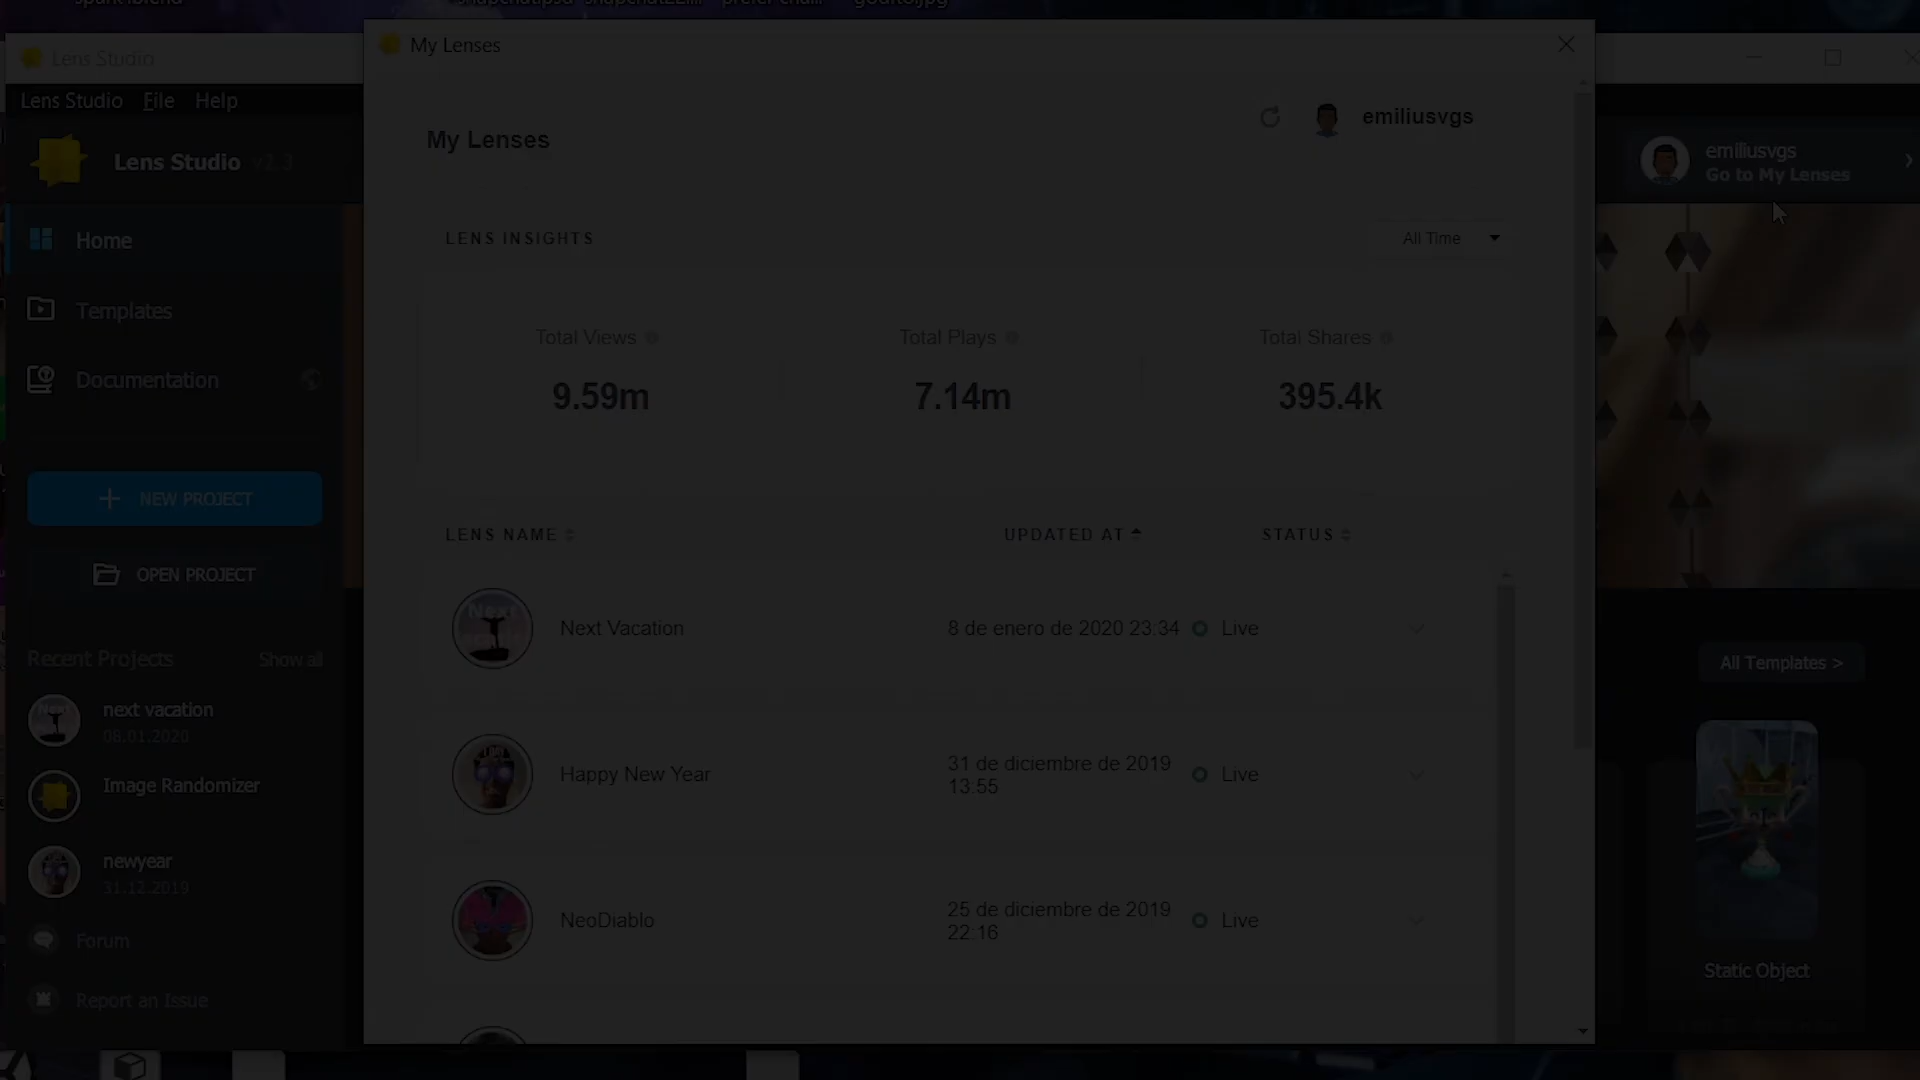 My Lenses
Lens Studio
Lens Studio File Help
Lens Studio v2.3
Home
Templates
Documentation
NEW PROJECT
OPEN PROJECT
Recent Projects Show all
next vacation
08.01.2020
Image Randomizer
newyear
31.12.2019
Forum
Report an Issue
My Lenses
emiliusvgs
LENS INSIGHTS
All Time
Total Views Total Plays Total Shares
9.59m 7.14m 395.4k
LENS NAME UPDATED AT STATUS
Next Vacation 8 de enero de 2020 23:34 Live
Happy New Year 31 de diciembre de 2019 13:55 Live
NeoDiablo 25 de diciembre de 2019 22:16 Live
emiliusvgs
Go to My Lenses
All Templates >
Static Object